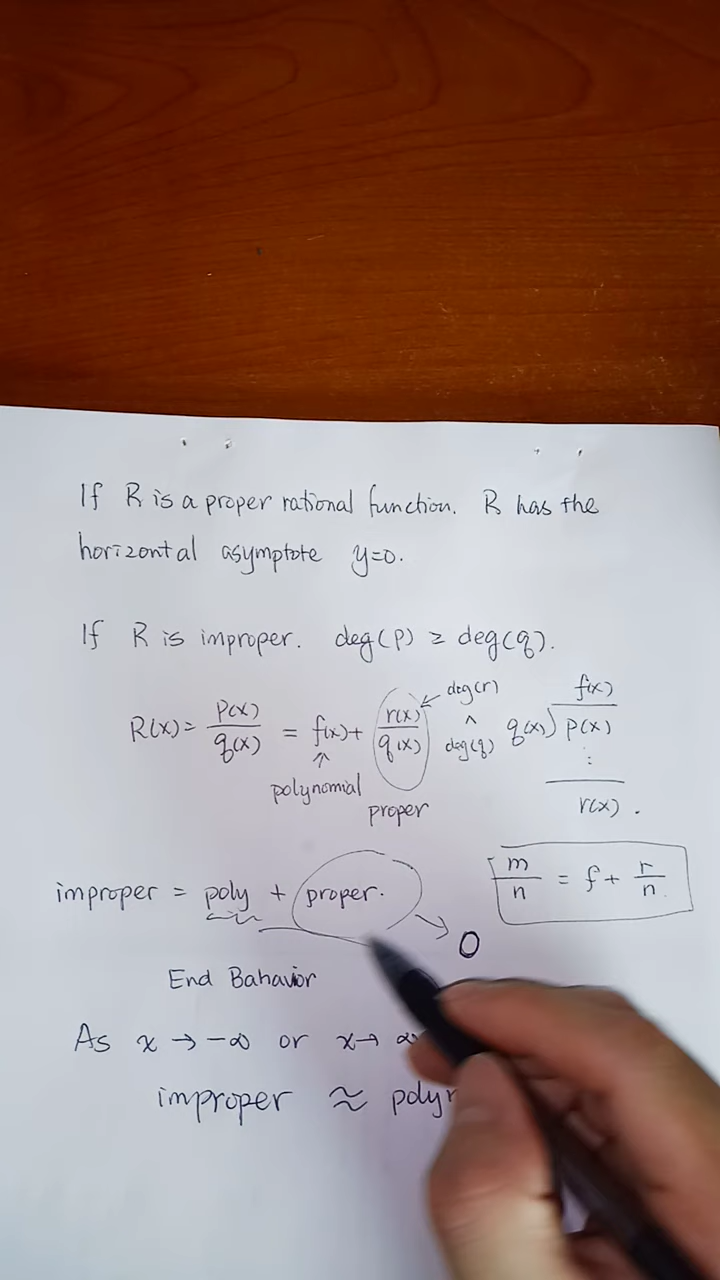 If R is a proper rational function. R has the
horizontal asymptote y=0.
If R is improper. deg(p) ≥ deg(q).
R(x) = p(x)/q(x) = f(x) + r(x)/q(x)
deg(r)
^
deg(q)
polynomial
proper
f(x)
q(x) ) p(x)
:
r(x) .
improper = poly + proper.
0
m/n = f + r/n
End Bahavior
As x → -∞ or x → ∞
improper ≈